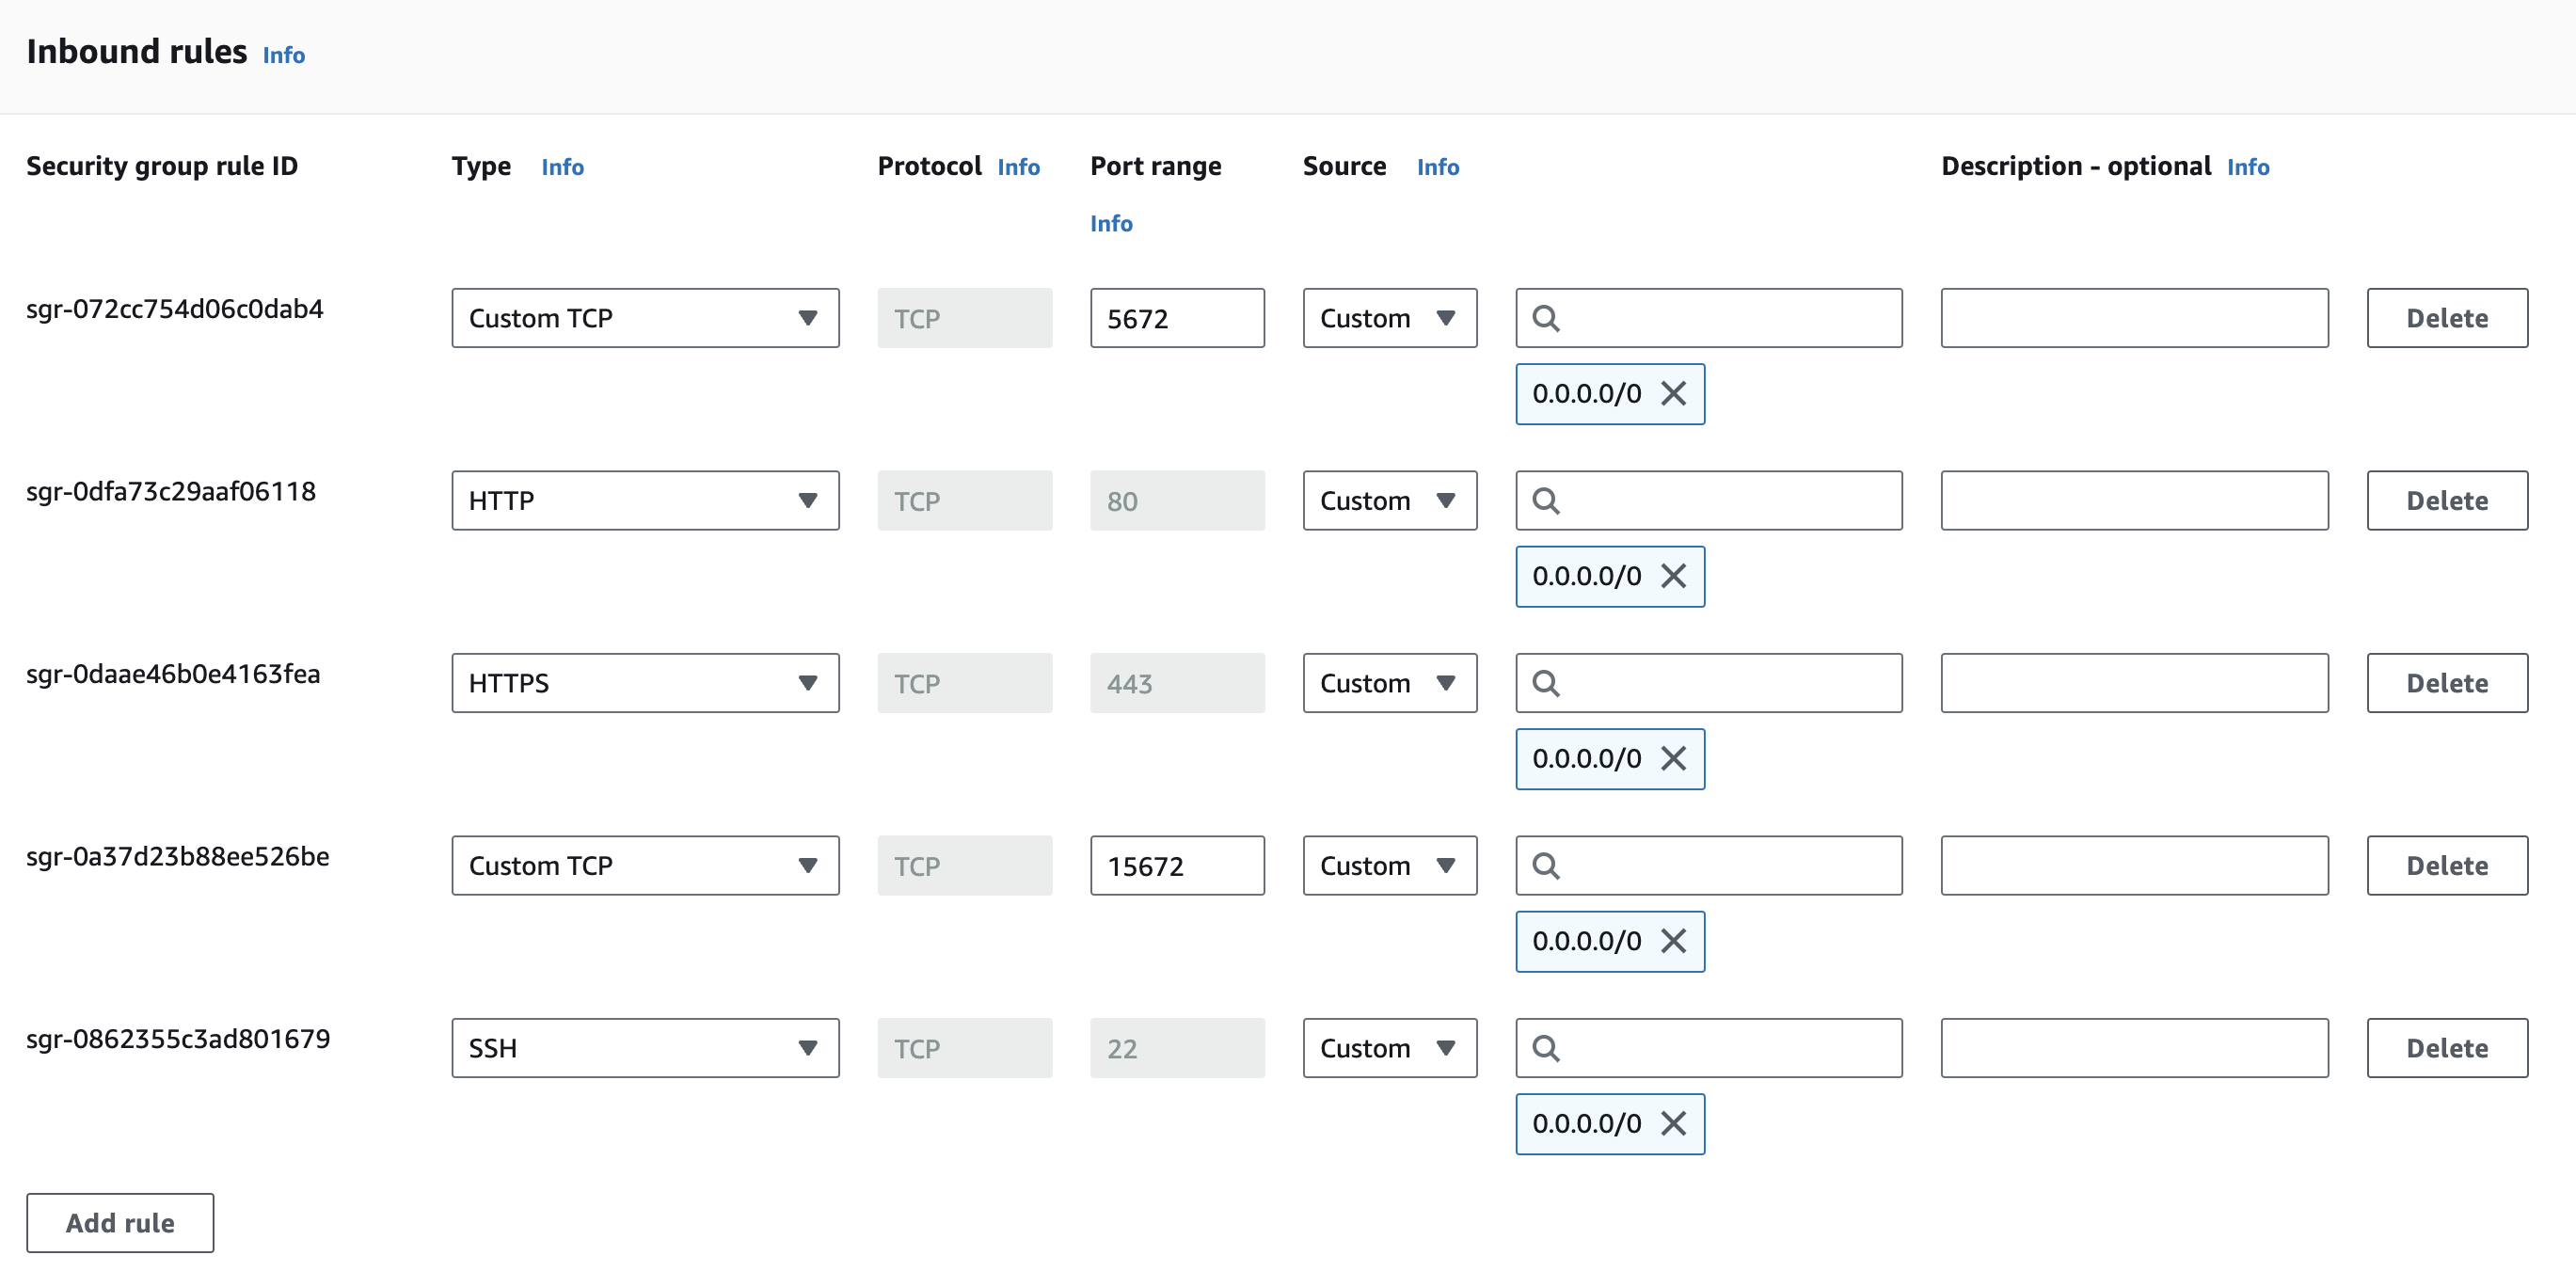 Inbound rules Info
Security group rule ID Type Info Protocol Info Port range Info Source Info Description - optional Info
sgr-072cc754d06c0dab4 Custom TCP TCP 5672 Custom Delete
0.0.0.0/0
sgr-0dfa73c29aaf06118 HTTP TCP 80 Custom Delete
0.0.0.0/0
sgr-0daae46b0e4163fea HTTPS TCP 443 Custom Delete
0.0.0.0/0
sgr-0a37d23b88ee526be Custom TCP TCP 15672 Custom Delete
0.0.0.0/0
sgr-0862355c3ad801679 SSH TCP 22 Custom Delete
0.0.0.0/0
Add rule